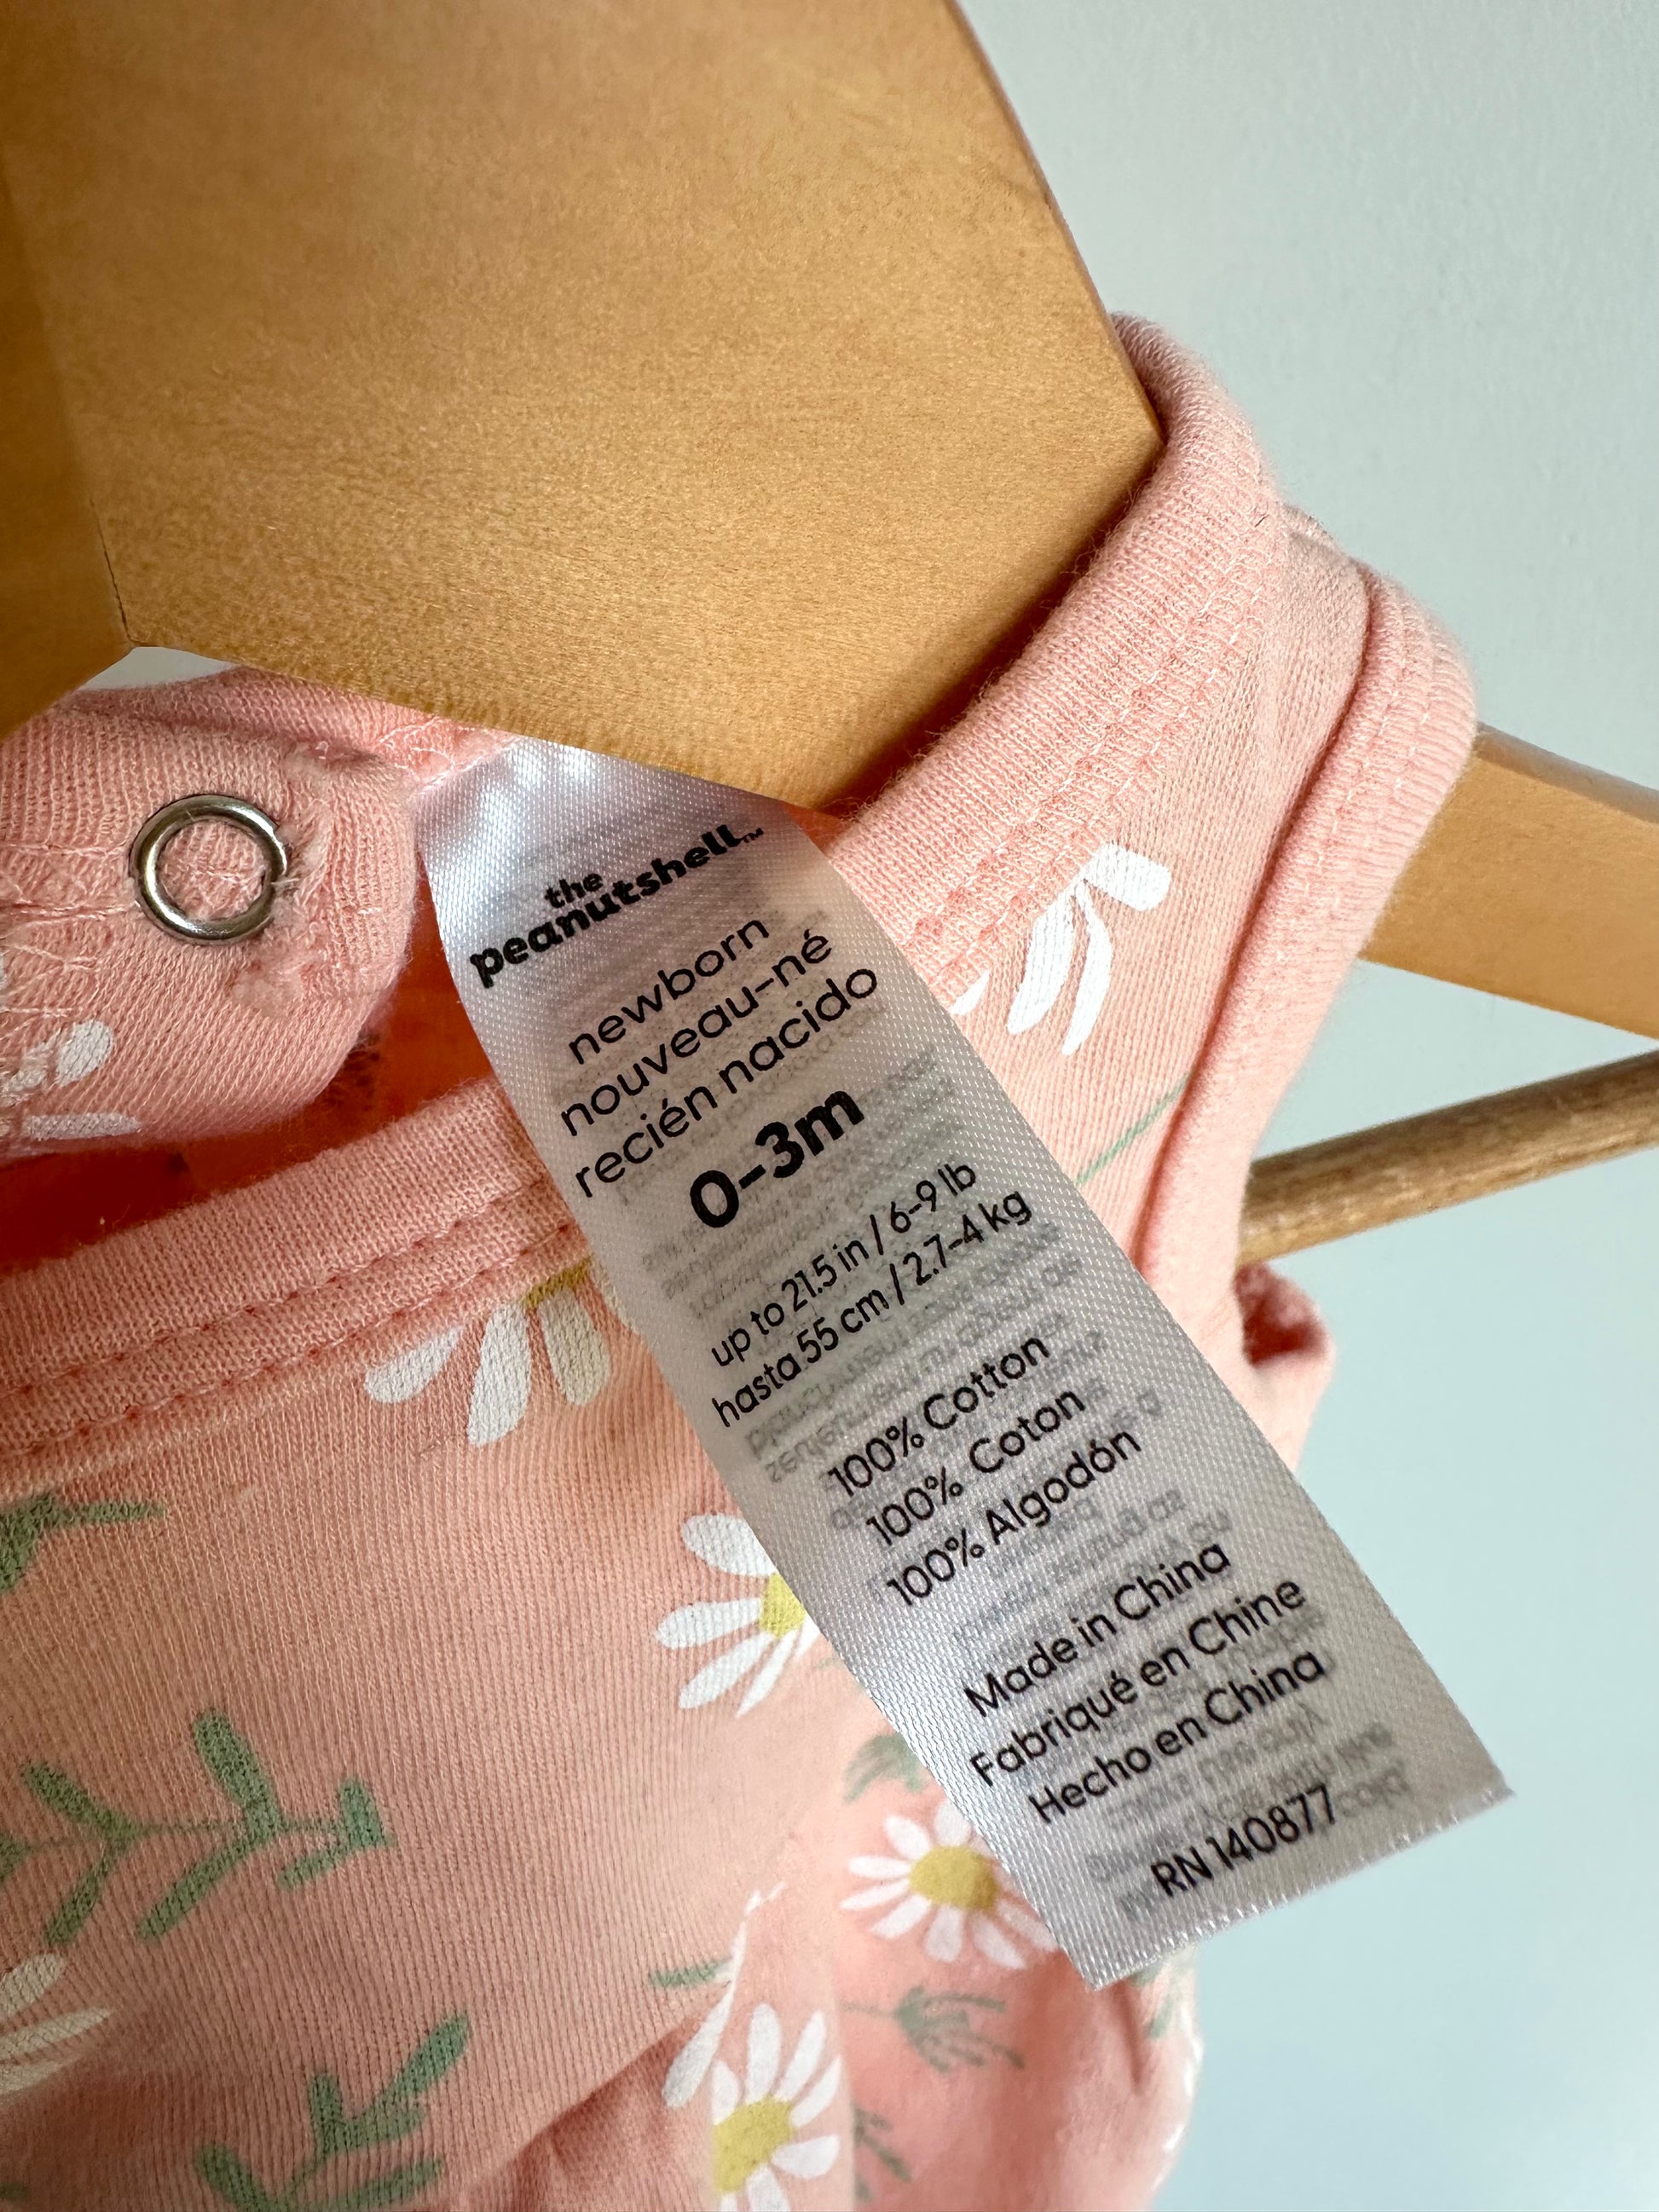 the
peanutshell™
newborn
nouveau-né
recién nacido
0-3m
up to 21.5 in / 6-9 lb
hasta 55 cm / 2.7-4 kg
100% Cotton
100% Coton
100% Algodón
Made in China
Fabriqué en Chine
Hecho en China
RN 140877